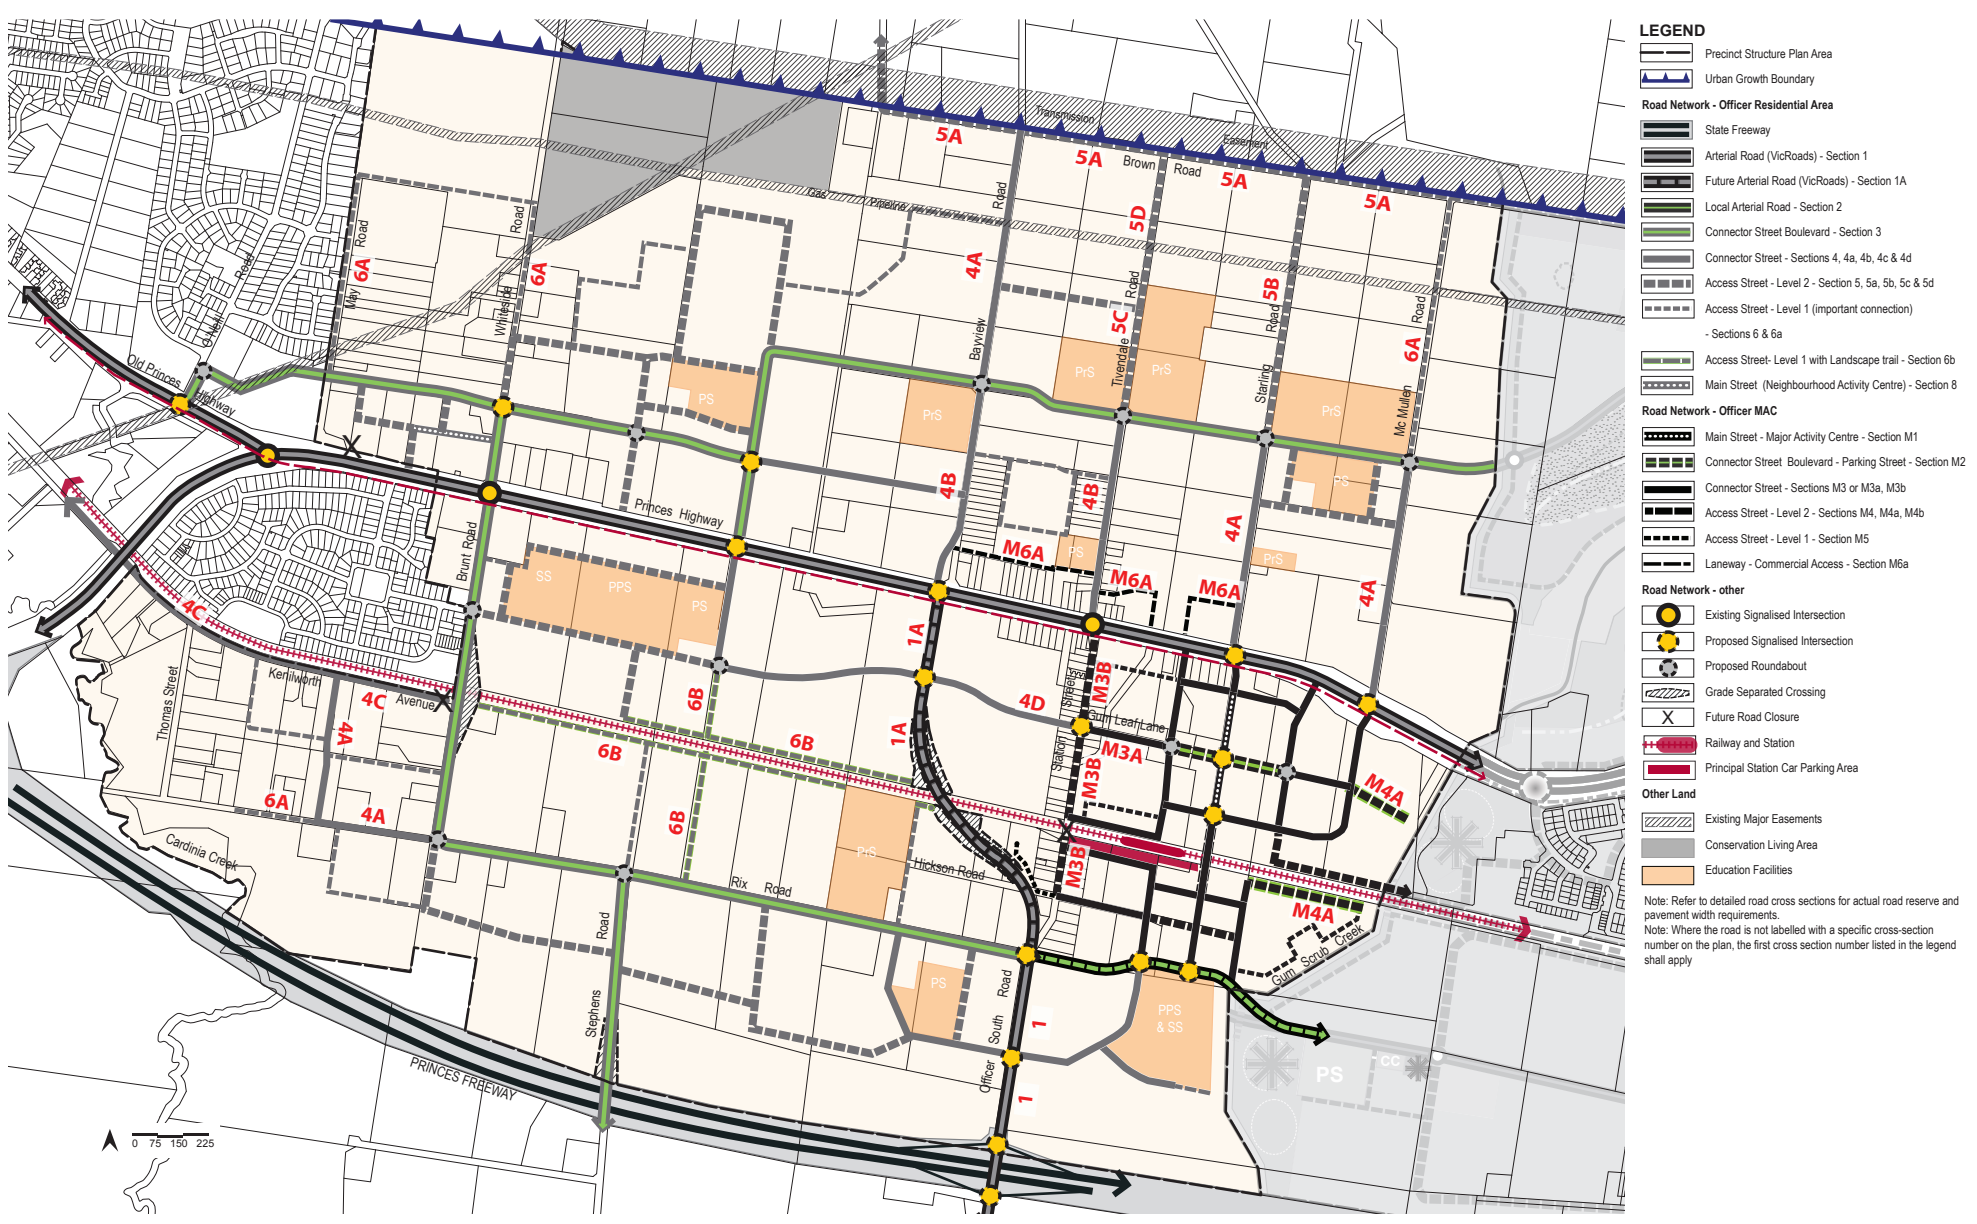 LEGEND
Precinct Structure Plan Area
Urban Growth Boundary
Road Network - Officer Residential Area
State Freeway
Arterial Road (VicRoads) - Section 1
Future Arterial Road (VicRoads) - Section 1A
Local Arterial Road - Section 2
Connector Street Boulevard - Section 3
Connector Street - Sections 4, 4a, 4b, 4c & 4d
Access Street - Level 2 - Section 5, 5a, 5b, 5c & 5d
Access Street - Level 1 (important connection)
- Sections 6 & 6a
Access Street- Level 1 with Landscape trail - Section 6b
Main Street (Neighbourhood Activity Centre) - Section 8
Road Network - Officer MAC
Main Street - Major Activity Centre - Section M1
Connector Street Boulevard - Parking Street - Section M2
Connector Street - Sections M3 or M3a, M3b
Access Street - Level 2 - Sections M4, M4a, M4b
Access Street - Level 1 - Section M5
Laneway - Commercial Access - Section M6a
Road Network - other
Existing Signalised Intersection
Proposed Signalised Intersection
Proposed Roundabout
Grade Separated Crossing
X
Future Road Closure
Railway and Station
Principal Station Car Parking Area
Other Land
Existing Major Easements
Conservation Living Area
Education Facilities
Note: Refer to detailed road cross sections for actual road reserve and
pavement width requirements.
Note: Where the road is not labelled with a specific cross-section
number on the plan, the first cross section number listed in the legend
shall apply
Transmission
Easement
5A
5A
Brown Road
5A
5A
Gas Pipeline
Road
Road
Road
6A
May
6A
Whiteside
Road
O'Neil
Road
4A
Bayview
5D
Road
5C
Tivendale
5B
Road
Starling
Road
6A
Mc Mullen
Old Princes
Highway
X
PS
PrS
PrS
PrS
PrS
PS
PrS
PS
4B
4B
4A
4A
Princes Highway
Brunt Road
SS
PPS
PS
M6A
M6A
M6A
1A
1A
4C
Kenilworth
Avenue
X
4C
4A
Thomas Street
6B
6B
6B
6B
4D
Street
Station
M3B
M3B
M3B
Gum Leaf Lane
M3A
M4A
M4A
X
6A
4A
Cardinia Creek
PrS
Hickson Road
Rix Road
Road
Stephens
PS
Road
South
Officer
1
1
PPS
& SS
Gum Scrub Creek
PS
CC
PRINCES FREEWAY
0 75 150 225